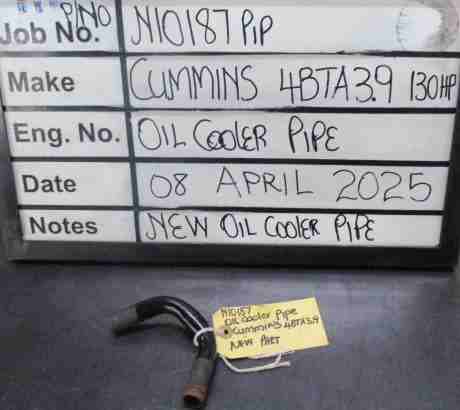 P/NO
Job No. N10187 PIP
Make CUMMINS 4BTA3.9 130HP
Eng. No. OIL COOLER PIPE
Date 08 APRIL 2025
Notes NEW OIL COOLER PIPE
N10187
OIL cooler Pipe
Cummins 4BTA3.9
NEW PART